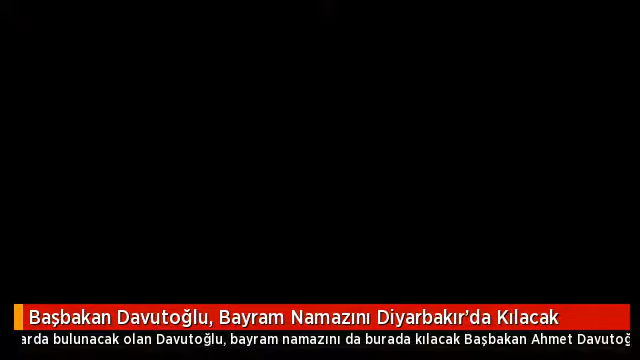 Başbakan Davutoğlu, Bayram Namazını Diyarbakır'da Kılacak
arda bulunacak olan Davutoğlu, bayram namazını da burada kılacak Başbakan Ahmet Davutoğ